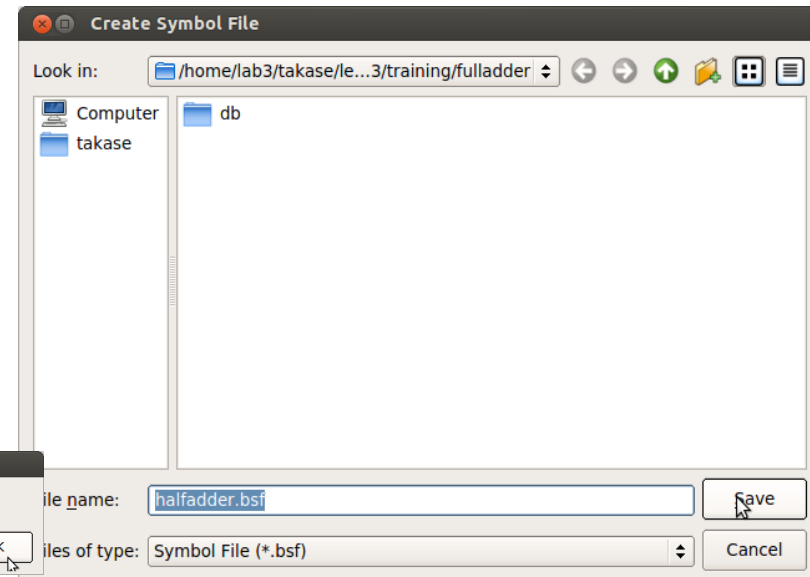 Create Symbol File
Look in: /home/lab3/takase/le...3/training/fulladder
Computer
takase
db
ile name: halfadder.bsf Save
iles of type: Symbol File (*.bsf) Cancel